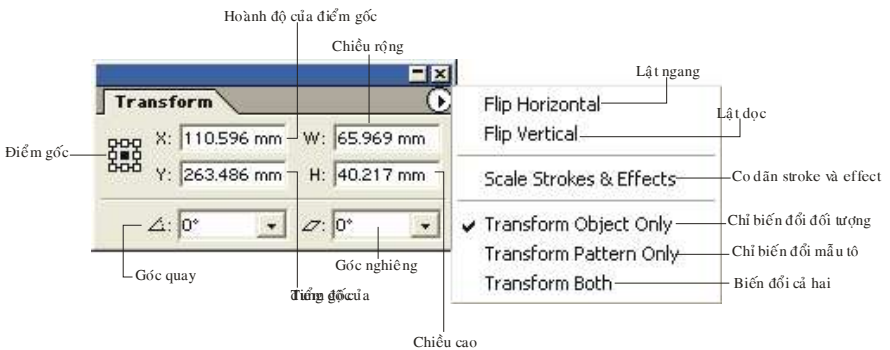 Hoành độ của điểm gốc
Chiều rộng
Lật ngang
Transform
Flip Horizontal
Lật dọc
Flip Vertical
Điểm gốc
X: 110.596 mm W: 65.969 mm
Y: 263.486 mm H: 40.217 mm
Scale Strokes & Effects
Co dãn stroke và effect
0° 0°
Transform Object Only
Chỉ biến đổi đối tượng
Transform Pattern Only
Chỉ biến đổi mẫu tô
Góc quay
Góc nghiêng
Transform Both
Biến đổi cả hai
Chiều cao